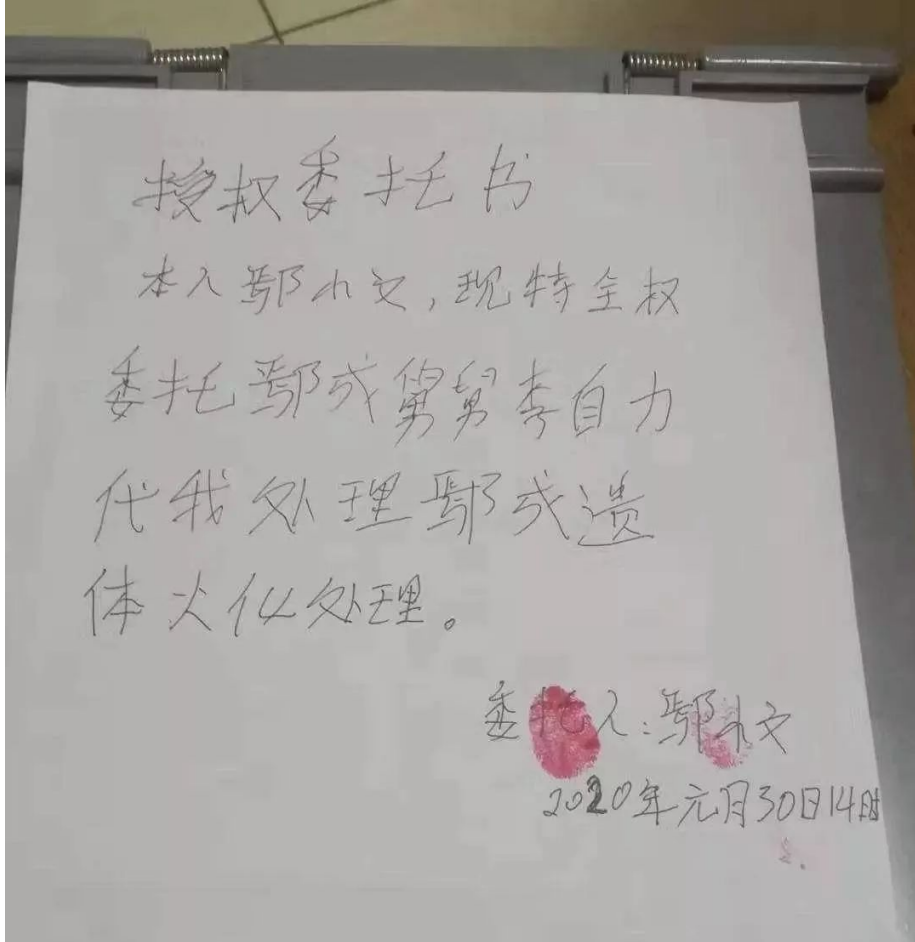 授权委托书
本人鄢小文，现特全权
委托鄢成舅舅李自力
代我处理鄢成遗
体火化处理。
委托人：鄢小文
2020年元月30日14时